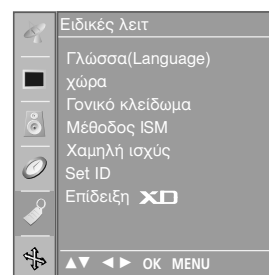 Ειδικές λειτ
Γλώσσα(Language)
χώρα
Γονικό κλείδωμα
Μέθοδος ISM
Χαμηλή ισχύς
Set ID
Επίδειξη XD
▲▼ ◄► OK MENU